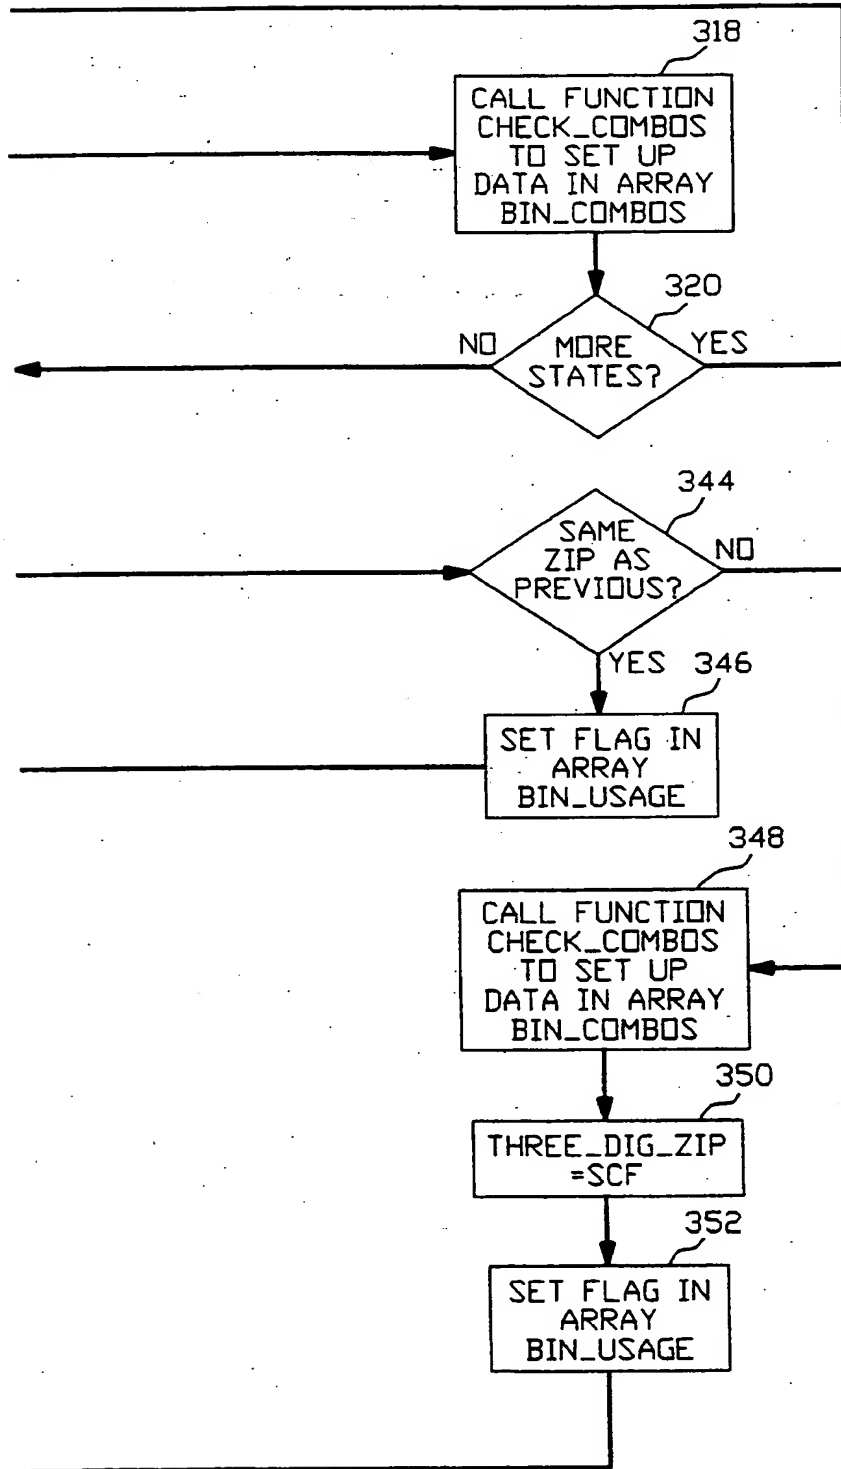 318
CALL FUNCTION
CHECK_COMBOS
TO SET UP
DATA IN ARRAY
BIN_COMBOS
320
NO
MORE
STATES?
YES
344
SAME
ZIP AS
PREVIOUS?
NO
YES
346
SET FLAG IN
ARRAY
BIN_USAGE
348
CALL FUNCTION
CHECK_COMBOS
TO SET UP
DATA IN ARRAY
BIN_COMBOS
350
THREE_DIG_ZIP
=SCF
352
SET FLAG IN
ARRAY
BIN_USAGE